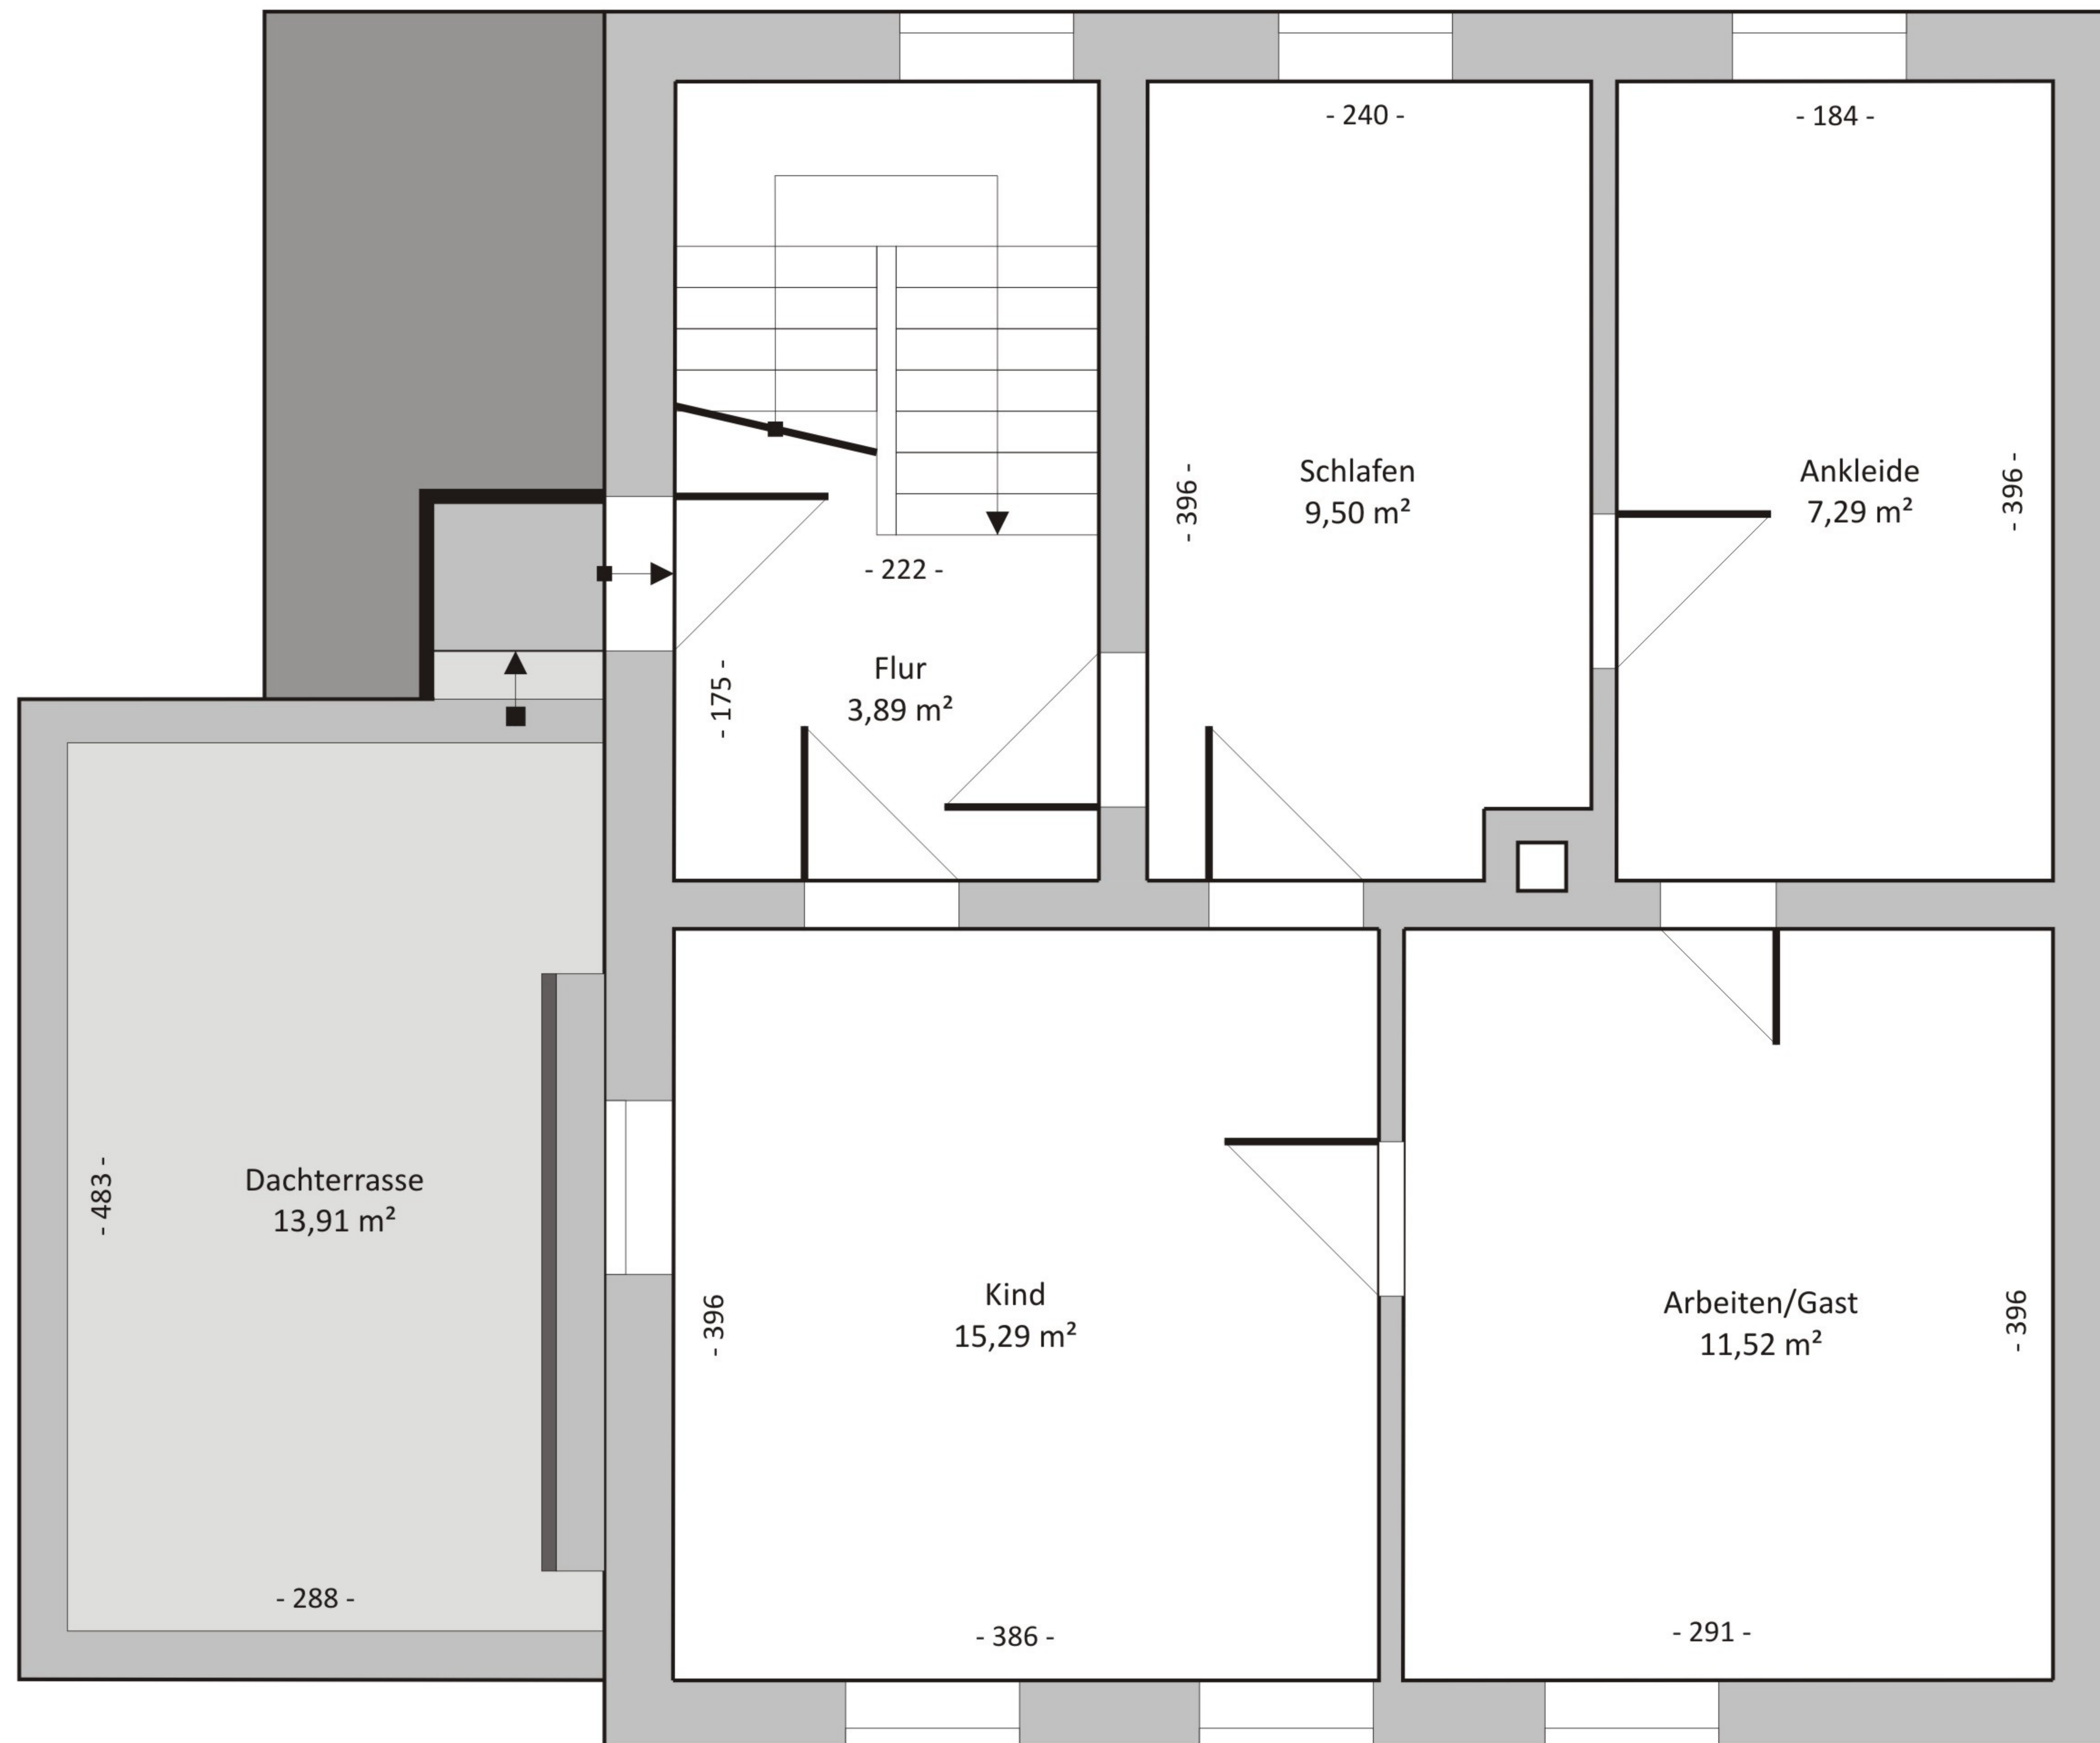 - 240 -
- 184 -
Schlafen
9,50 m²
- 396 -
Ankleide
7,29 m²
- 396 -
- 222 -
Flur
3,89 m²
- 175 -
Dachterrasse
13,91 m²
- 483 -
- 288 -
Kind
15,29 m²
- 396
- 386 -
Arbeiten/Gast
11,52 m²
- 396
- 291 -